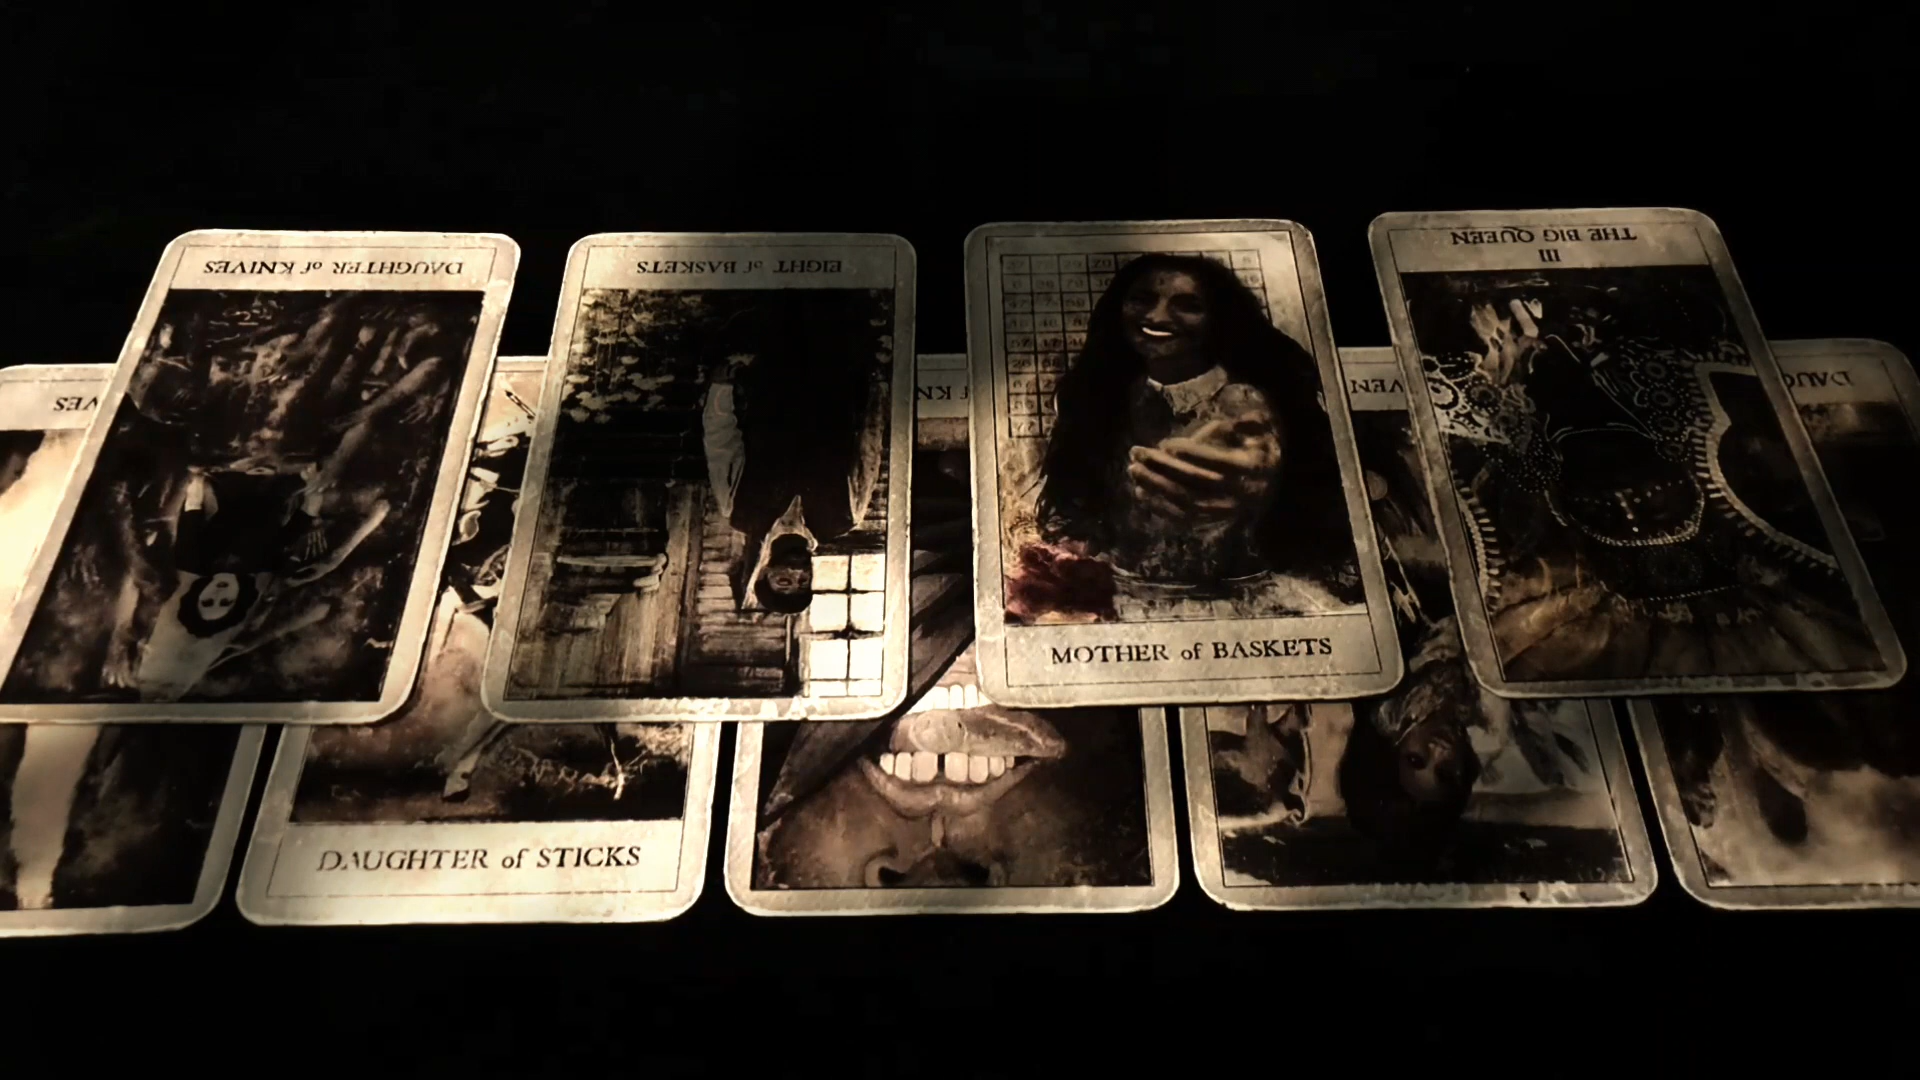 DAUGHTER of KNIVES
EIGHT of BASKETS
MOTHER of BASKETS
THE BIG QUEEN
III
DAUGHTER of STICKS